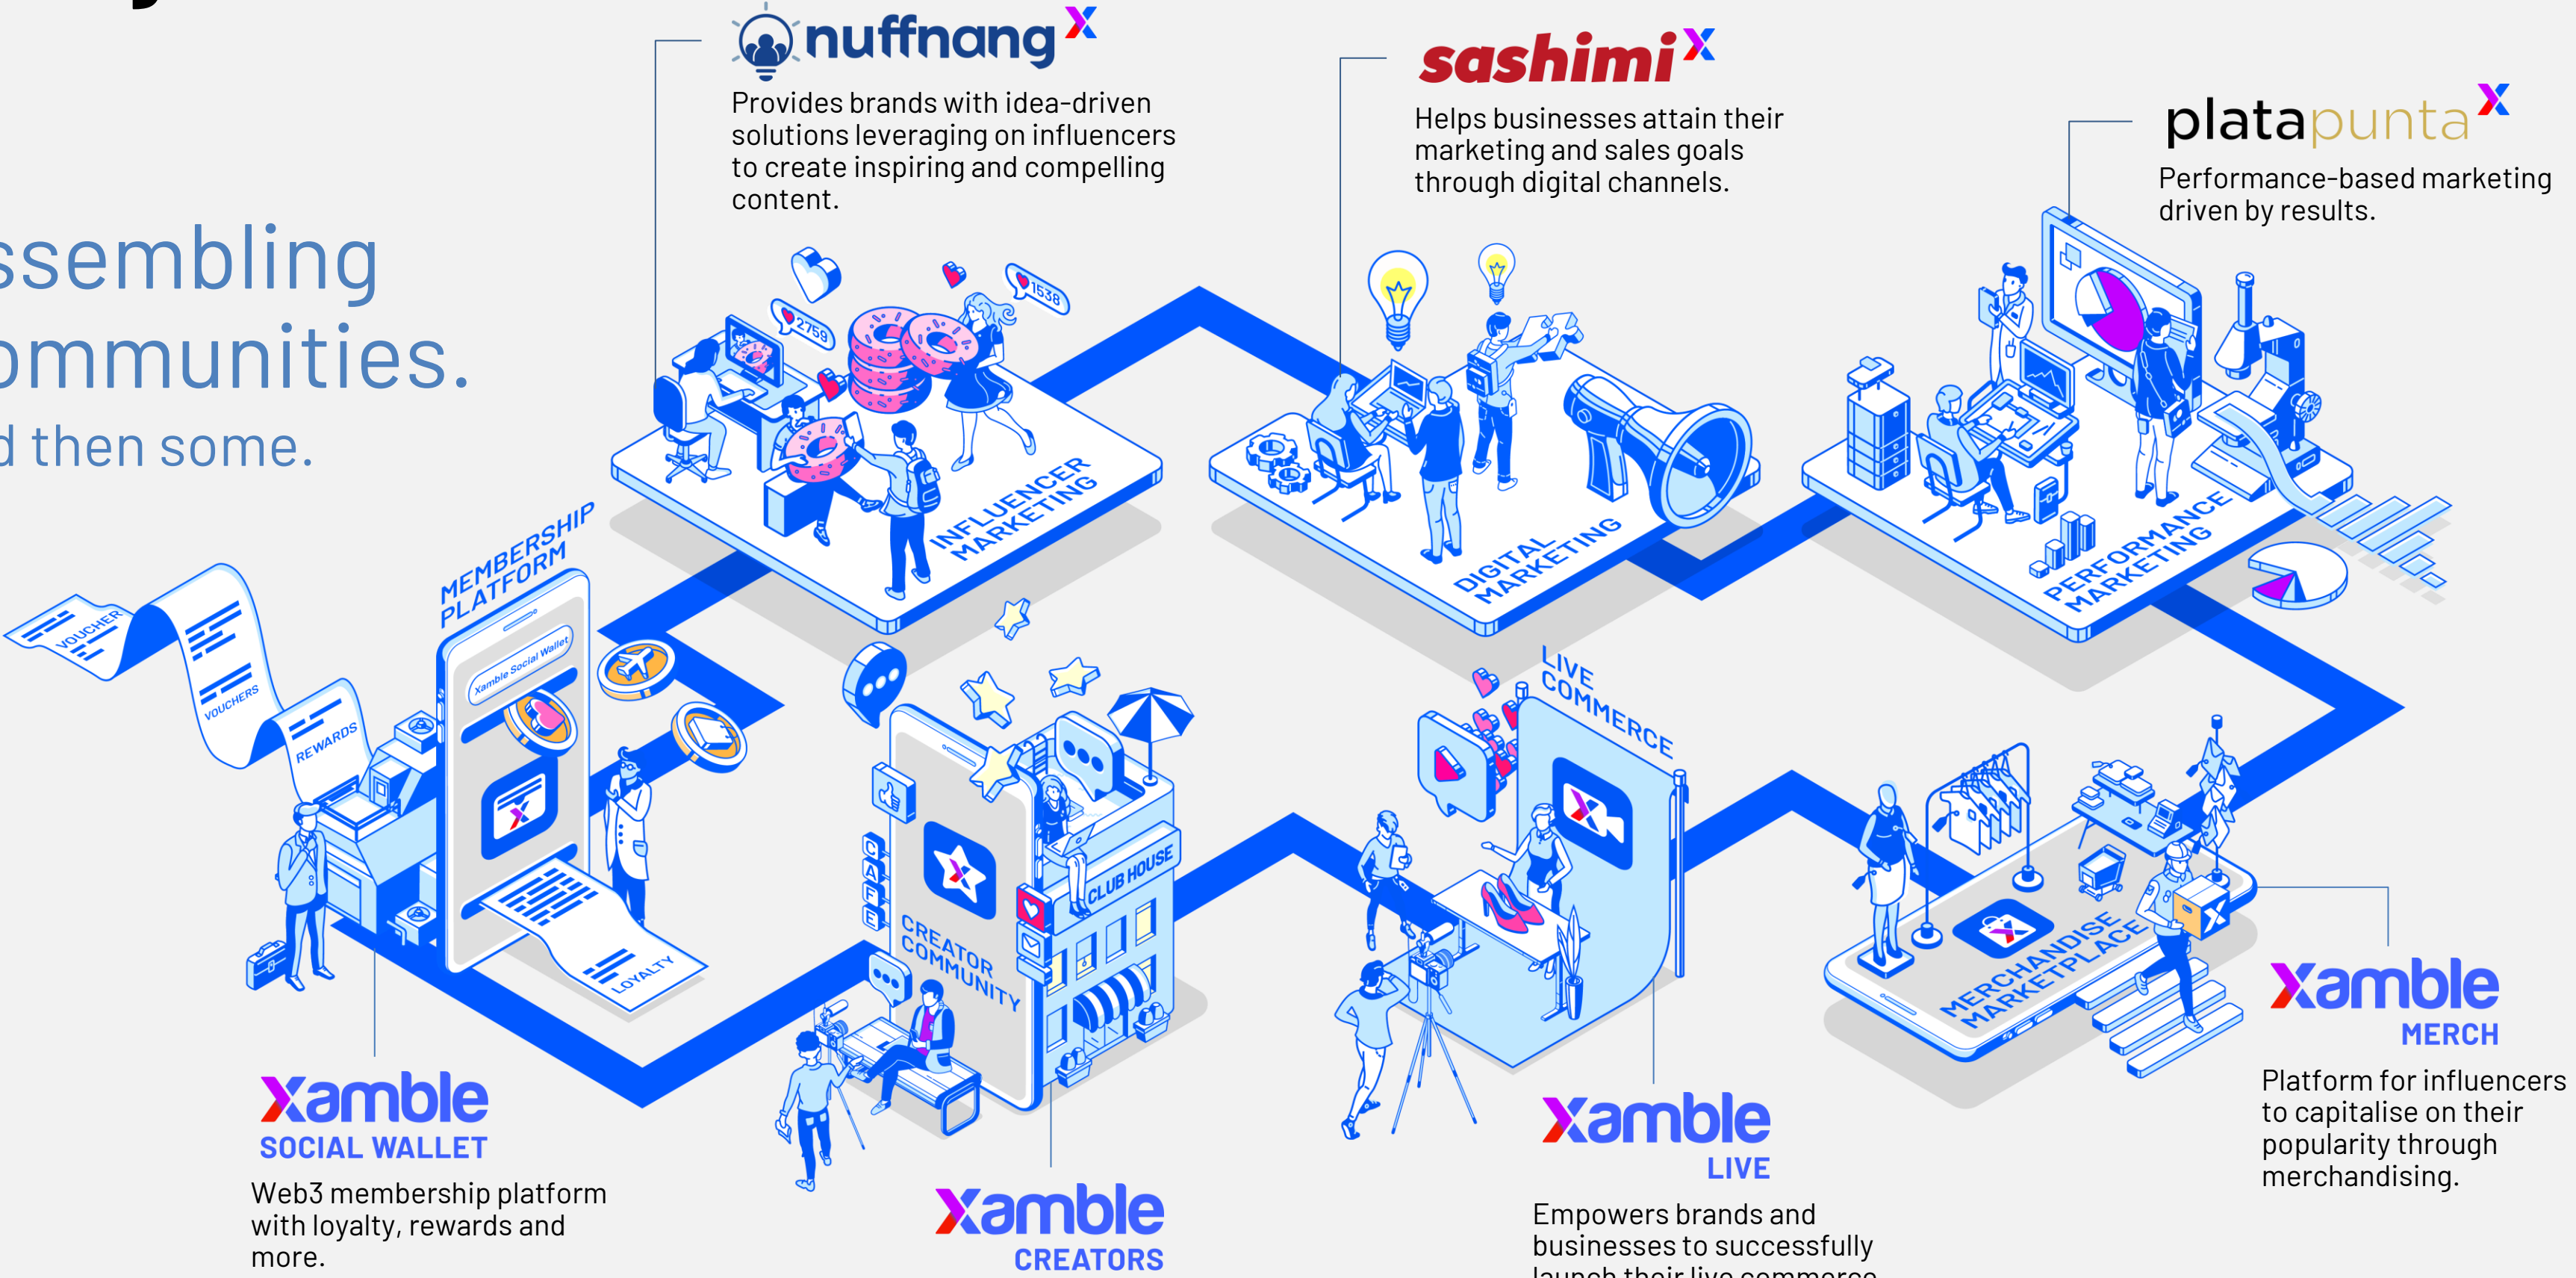 nuffnang
Provides brands with idea-driven
solutions leveraging on influencers
to create inspiring and compelling
content.
sashimi
Helps businesses attain their
marketing and sales goals
through digital channels.
platapunta
Performance-based marketing
driven by results.
ssembling
ommunities.
d then some.
2759
1538
INFLUENCER
MARKETING
DIGITAL
MARKETING
PERFORMANCE
MARKETING
MEMBERSHIP
PLATFORM
Xamble Social Wallet
VOUCHER
VOUCHERS
REWARDS
LOYALTY
CAFE
CLUB HOUSE
CREATOR
COMMUNITY
LIVE
COMMERCE
MERCHANDISE
MARKETPLACE
xamble
MERCH
Platform for influencers
to capitalise on their
popularity through
merchandising.
xamble
SOCIAL WALLET
Web3 membership platform
with loyalty, rewards and
more.
xamble
CREATORS
xamble
LIVE
Empowers brands and
businesses to successfully
launch their live commerce